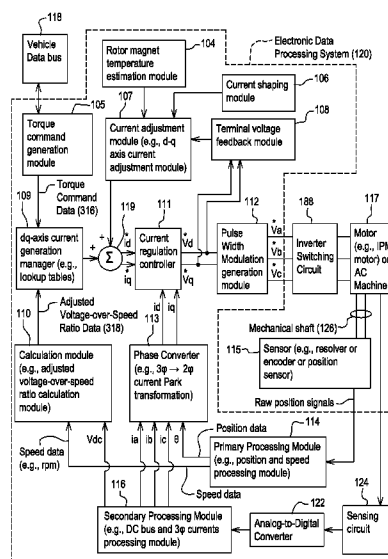 118
Vehicle
Data bus
105
Torque
command
generation
module
Rotor magnet
temperature
estimation module
104
Electronic Data
Processing System (120)
Current shaping
module
106
107
Current adjustment
module (e.g., d-q
axis current
adjustment module)
108
Terminal voltage
feedback module
Torque
Command
Data (316)
109
dq-axis current
generation
manager (e.g.,
lookup tables)
+
+
Σ
119
i*d
i*q
111
Current
regulation
controller
V*d
V*q
112
Pulse
Width
Modulation
generation
module
V*a
V*b
V*c
188
Inverter
Switching
Circuit
117
Motor
(e.g., IPM
motor) or
AC
Machine
Adjusted
Voltage-over-Speed
Ratio Data (318)
110
Calculation module
(e.g., adjusted
voltage-over-speed
ratio calculation
module)
id
iq
113
Phase Converter
(e.g., 3φ → 2φ
current Park
transformation)
Mechanical shaft (126)
115
Sensor (e.g., resolver
or encoder or position
sensor)
Raw position signals
Speed data
(e.g., rpm)
Vdc
ia
ib
ic
θ
Position data
114
Primary Processing Module
(e.g., position and speed
processing module)
Speed data
116
Secondary Processing Module
(e.g., DC bus and 3φ currents
processing module)
122
Analog-to-Digital
Converter
124
Sensing
circuit